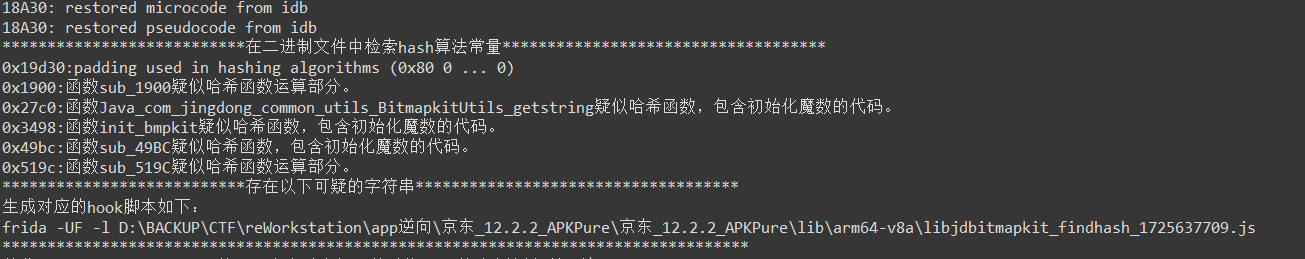 18A30: restored microcode from idb
18A30: restored pseudocode from idb
***************************在二进制文件中检索hash算法常量************************************
0x19d30:padding used in hashing algorithms (0x80 0 ... 0)
0x1900:函数sub_1900疑似哈希函数运算部分。
0x27c0:函数Java_com_jingdong_common_utils_BitmapkitUtils_getstring疑似哈希函数，包含初始化魔数的代码。
0x3498:函数init_bmpkit疑似哈希函数，包含初始化魔数的代码。
0x49bc:函数sub_49BC疑似哈希函数，包含初始化魔数的代码。
0x519c:函数sub_519C疑似哈希函数运算部分。
***************************存在以下可疑的字符串************************************
生成对应的hook脚本如下：
frida -UF -l D:\BACKUP\CTF\reWorkstation\app逆向\京东_12.2.2_APKPure\京东_12.2.2_APKPure\lib\arm64-v8a\libjdbitmapkit_findhash_1725637709.js
***********************************************************************************